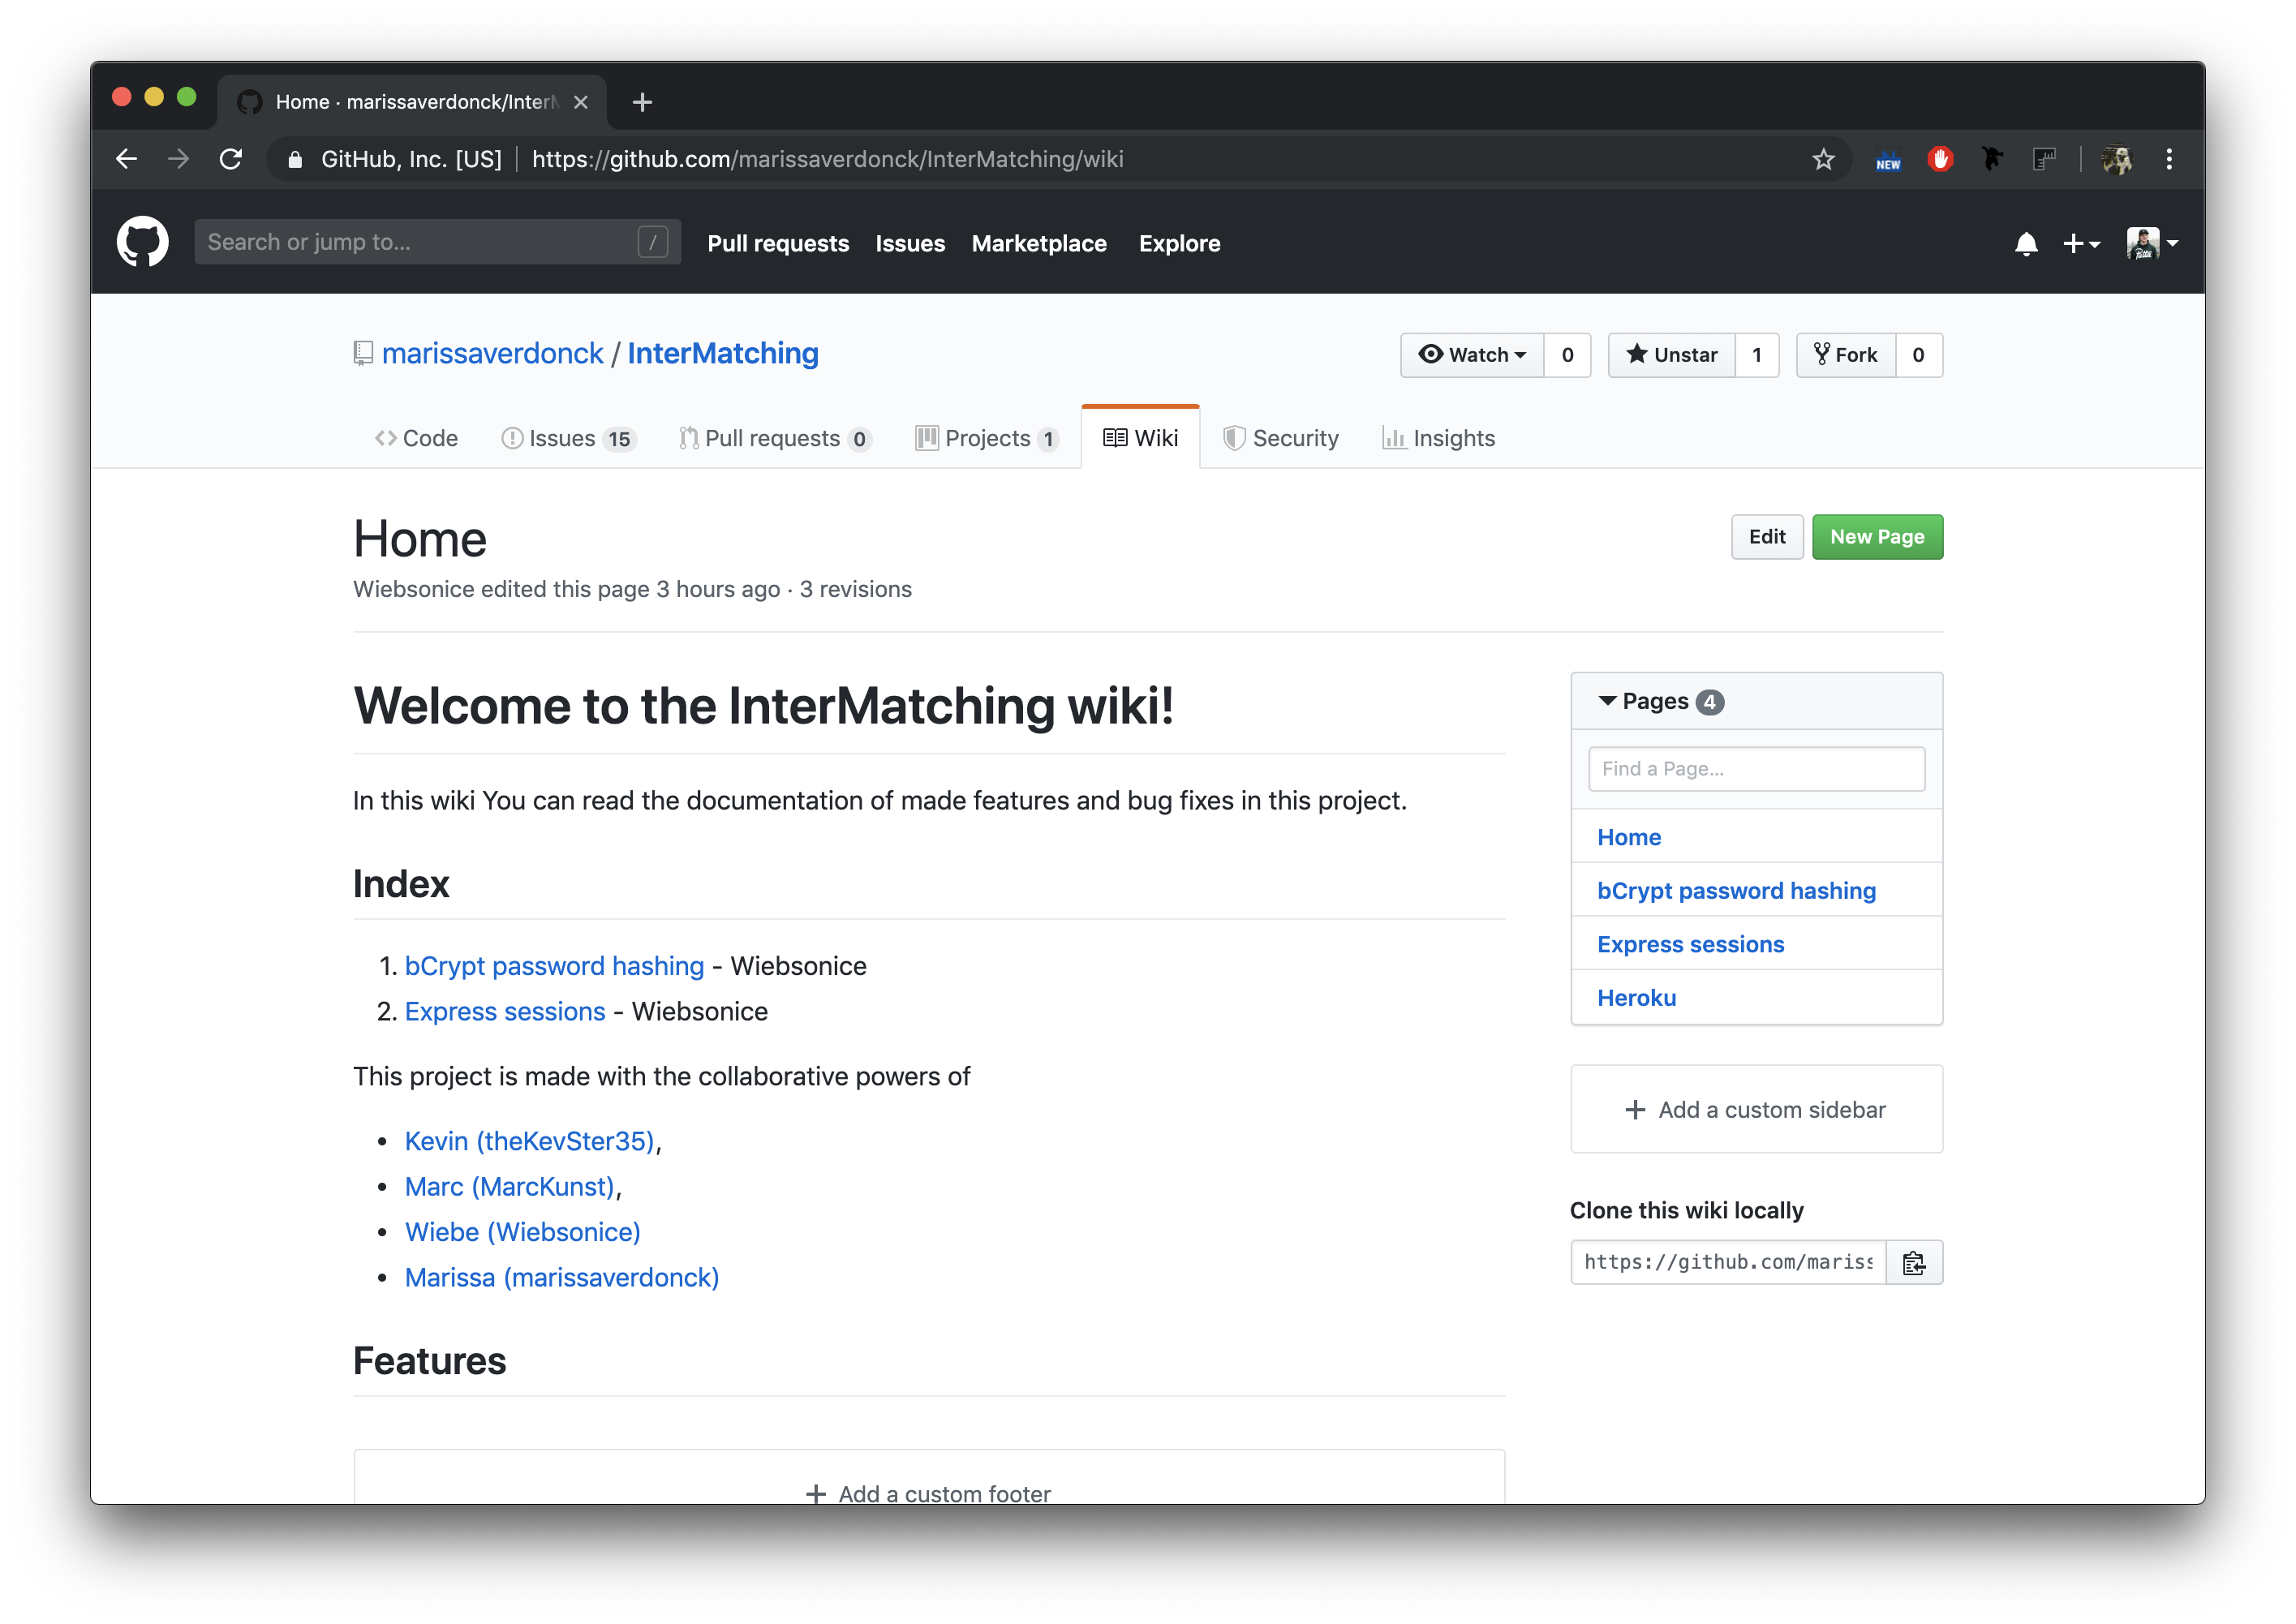 Home · marissaverdonck/Inter
GitHub, Inc. [US] | https://github.com/marissaverdonck/InterMatching/wiki
NEW
Search or jump to... /
Pull requests Issues Marketplace Explore
marissaverdonck / InterMatching
Watch 0 Unstar 1 Fork 0
Code Issues 15 Pull requests 0 Projects 1 Wiki Security Insights
Home
Edit New Page
Wiebsonice edited this page 3 hours ago · 3 revisions
Welcome to the InterMatching wiki!
In this wiki You can read the documentation of made features and bug fixes in this project.
Index
1. bCrypt password hashing - Wiebsonice
2. Express sessions - Wiebsonice
This project is made with the collaborative powers of
• Kevin (theKevSter35),
• Marc (MarcKunst),
• Wiebe (Wiebsonice)
• Marissa (marissaverdonck)
Features
+ Add a custom footer
Pages 4
Find a Page...
Home
bCrypt password hashing
Express sessions
Heroku
+ Add a custom sidebar
Clone this wiki locally
https://github.com/mariss